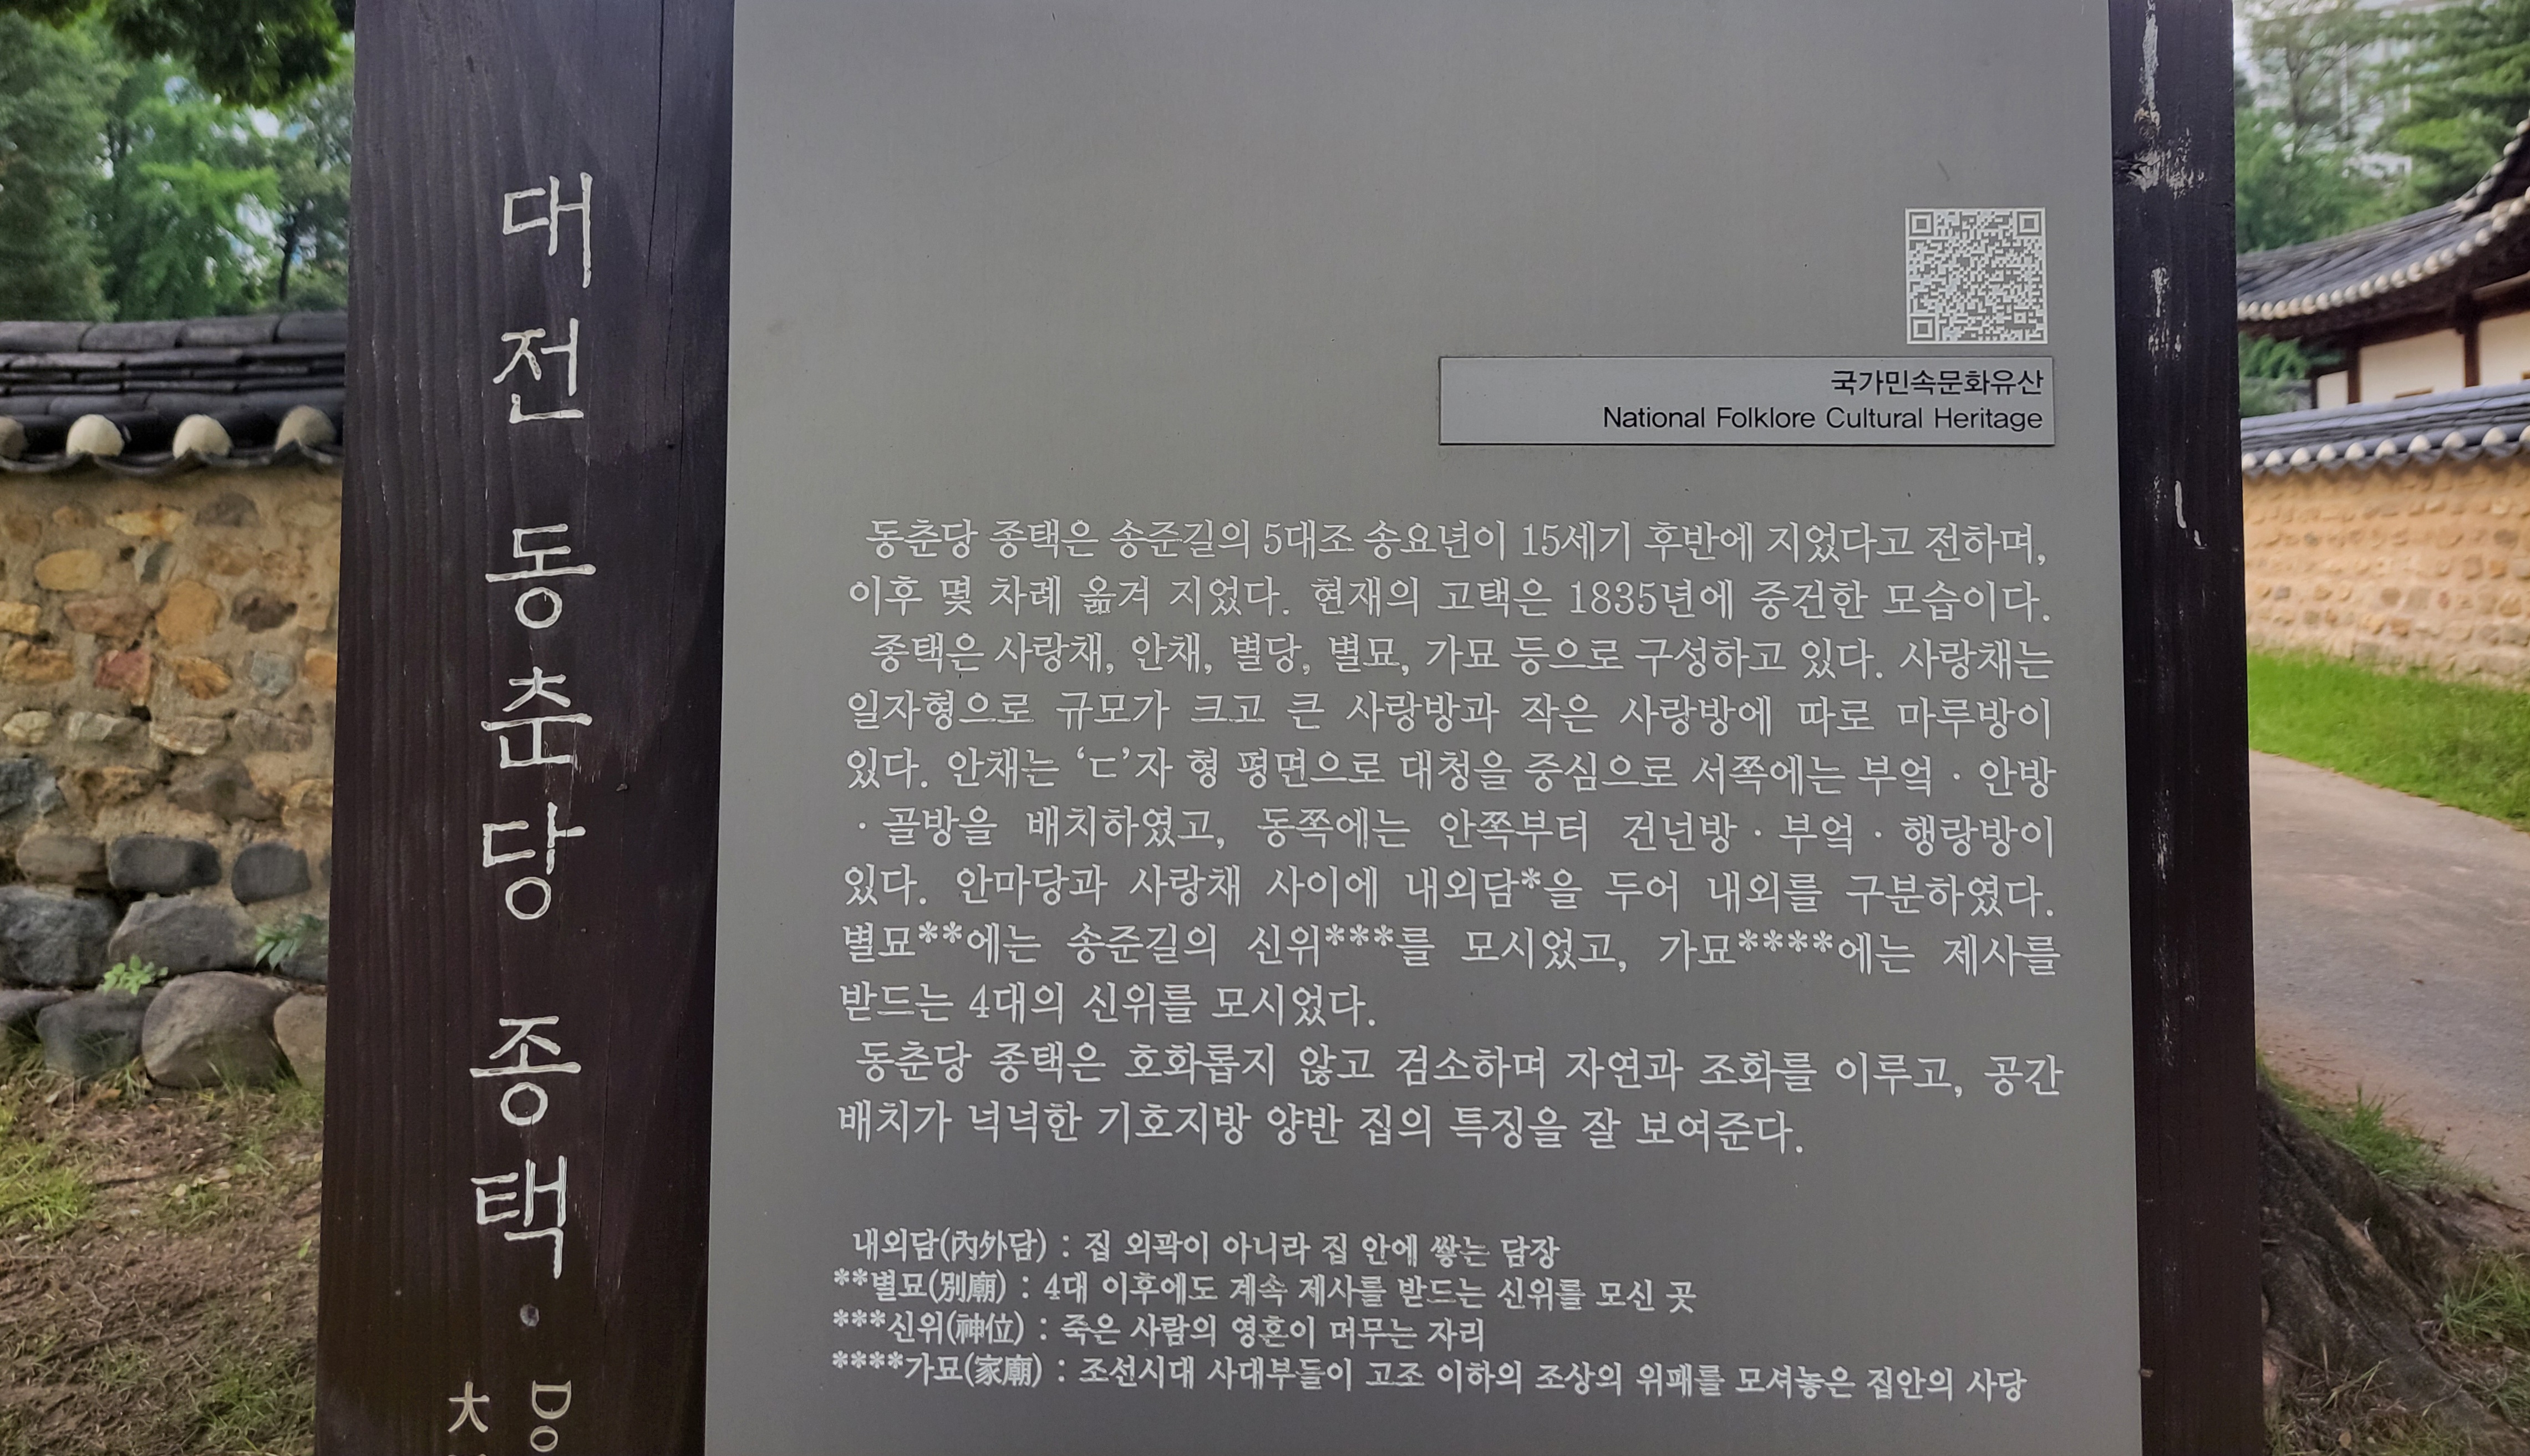 대전 동춘당 종택
大
국가민속문화유산
National Folklore Cultural Heritage
동춘당 종택은 송준길의 5대조 송요년이 15세기 후반에 지었다고 전하며,
이후 몇 차례 옮겨 지었다. 현재의 고택은 1835년에 중건한 모습이다.
종택은 사랑채, 안채, 별당, 별묘, 가묘 등으로 구성하고 있다. 사랑채는
일자형으로 규모가 크고 큰 사랑방과 작은 사랑방에 따로 마루방이
있다. 안채는 ‘ㄷ’자 형 평면으로 대청을 중심으로 서쪽에는 부엌 · 안방
· 골방을 배치하였고, 동쪽에는 안쪽부터 건넌방 · 부엌 · 행랑방이
있다. 안마당과 사랑채 사이에 내외담*을 두어 내외를 구분하였다.
별묘**에는 송준길의 신위***를 모시었고, 가묘****에는 제사를
받드는 4대의 신위를 모시었다.
동춘당 종택은 호화롭지 않고 검소하며 자연과 조화를 이루고, 공간
배치가 넉넉한 기호지방 양반 집의 특징을 잘 보여준다.
내외담(內外담) : 집 외곽이 아니라 집 안에 쌓는 담장
**별묘(別廟) : 4대 이후에도 계속 제사를 받드는 신위를 모신 곳
***신위(神位) : 죽은 사람의 영혼이 머무는 자리
****가묘(家廟) : 조선시대 사대부들이 고조 이하의 조상의 위패를 모셔놓은 집안의 사당